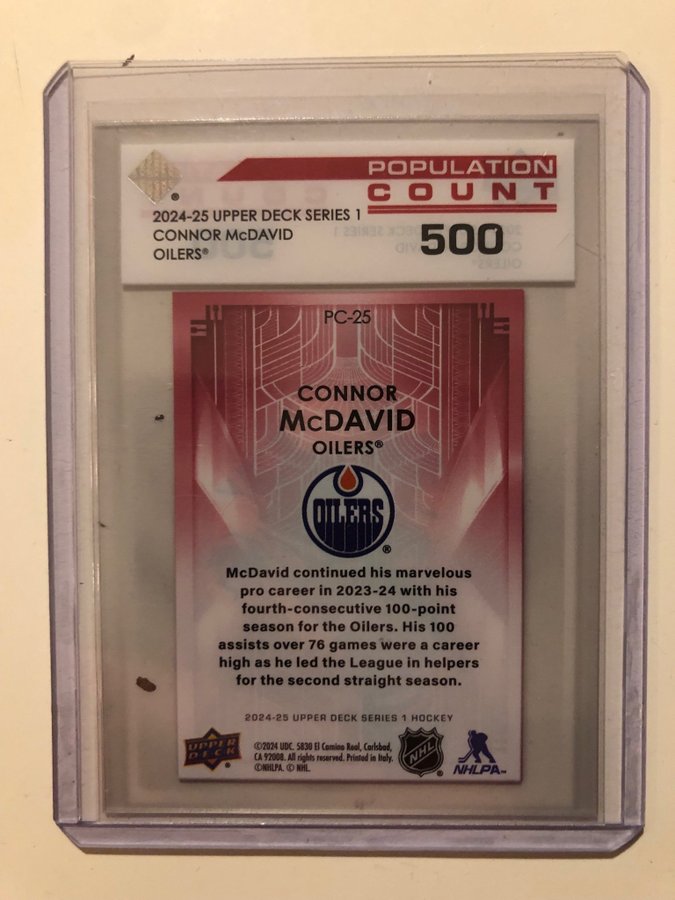 POPULATION
COUNT
2024-25 UPPER DECK SERIES 1
CONNOR McDAVID
OILERS®
500
PC-25
CONNOR
McDAVID
OILERS®
OILERS
McDavid continued his marvelous
pro career in 2023-24 with his
fourth-consecutive 100-point
season for the Oilers. His 100
assists over 76 games were a career
high as he led the League in helpers
for the second straight season.
2024-25 UPPER DECK SERIES 1 HOCKEY
UPPER
DECK
©2024 UDC. 5830 El Camino Real, Carlsbad,
CA 92008. All rights reserved. Printed in Italy.
©NHLPA. © NHL.
NHL
NHLPA™